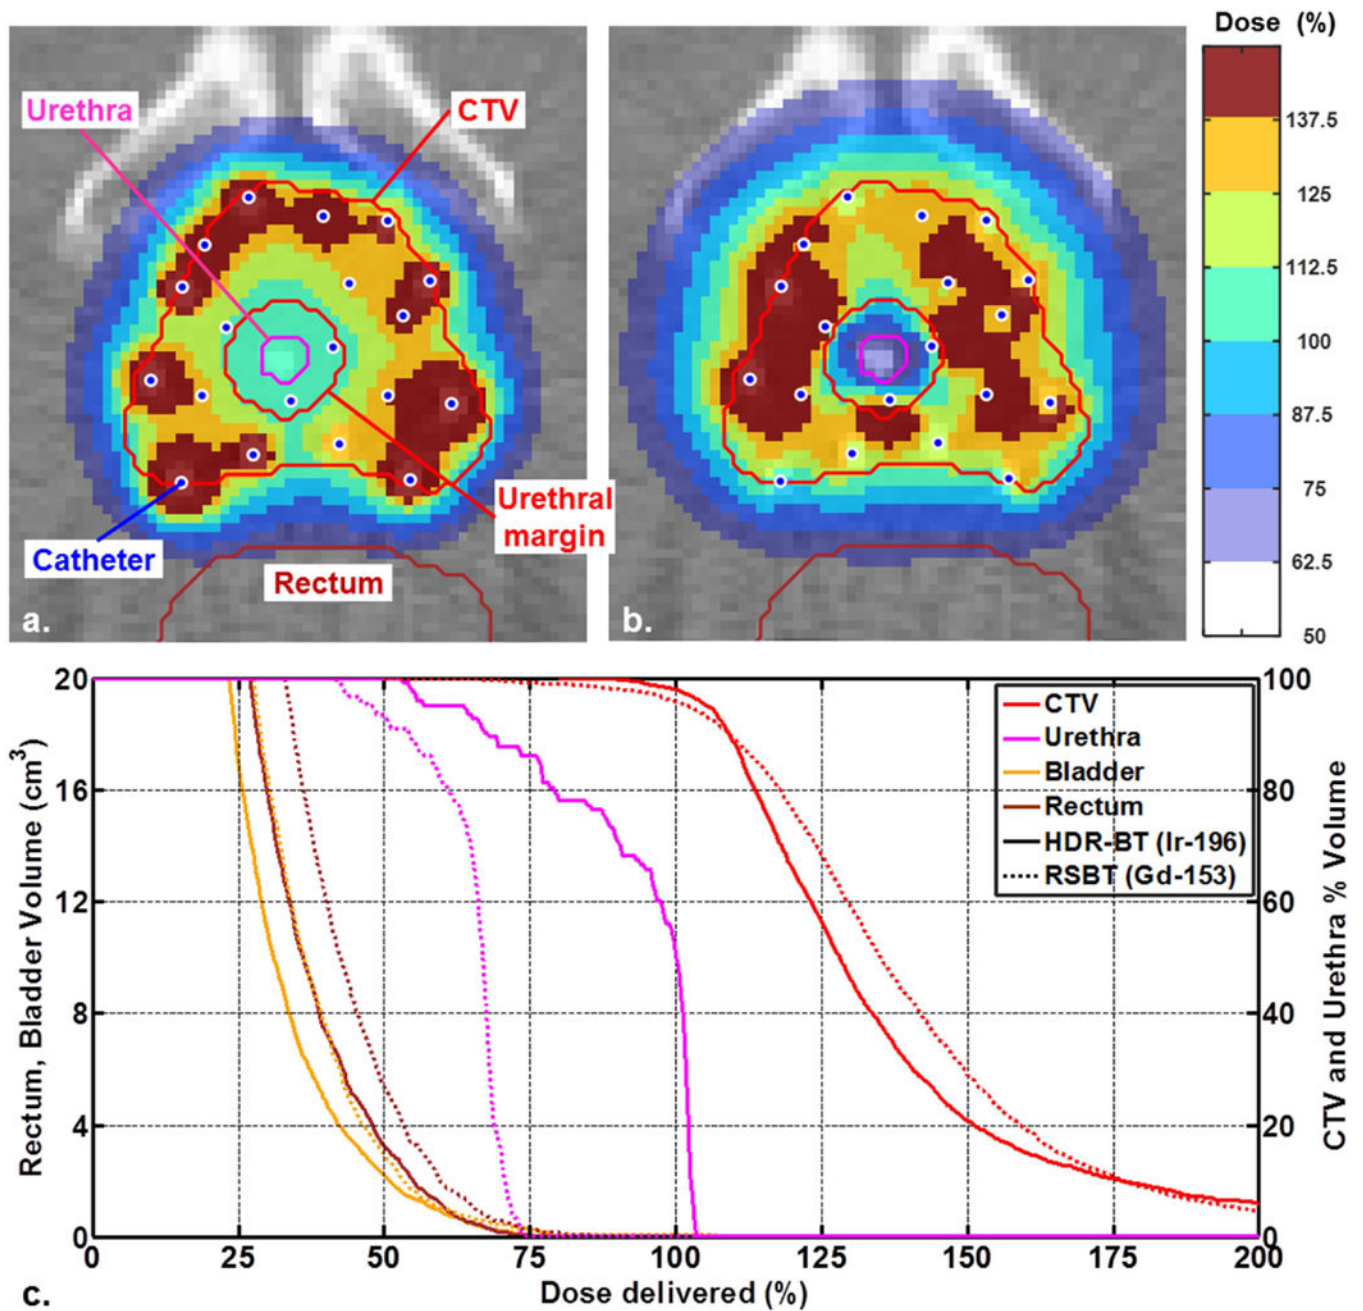 Dose (%)
Urethra
CTV
137.5
125
112.5
100
87.5
75
62.5
50
Urethral
margin
Catheter
Rectum
a.
b.
20
16
12
8
4
0
Rectum, Bladder Volume (cm³)
100
80
60
40
20
0
CTV and Urethra % Volume
CTV
Urethra
Bladder
Rectum
HDR-BT (Ir-196)
RSBT (Gd-153)
0 25 50 75 100 125 150 175 200
Dose delivered (%)
c.